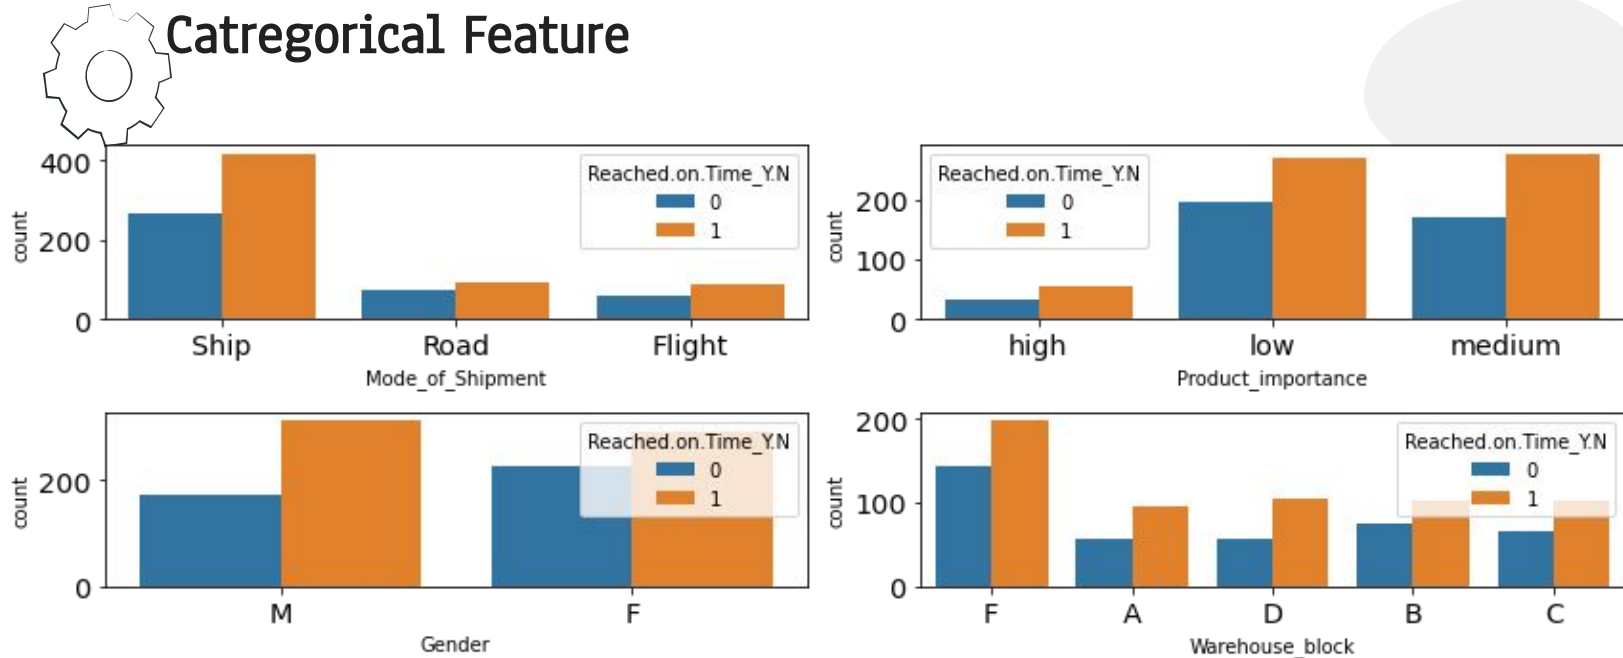 Catregorical Feature
400
200
0
count
Reached.on.Time_Y.N
0
1
Ship
Road
Flight
Mode_of_Shipment
200
100
0
count
Reached.on.Time_Y.N
0
1
high
low
medium
Product_importance
200
0
count
Reached.on.Time_Y.N
0
1
M
F
Gender
200
100
0
count
Reached.on.Time_Y.N
0
1
F
A
D
B
C
Warehouse_block